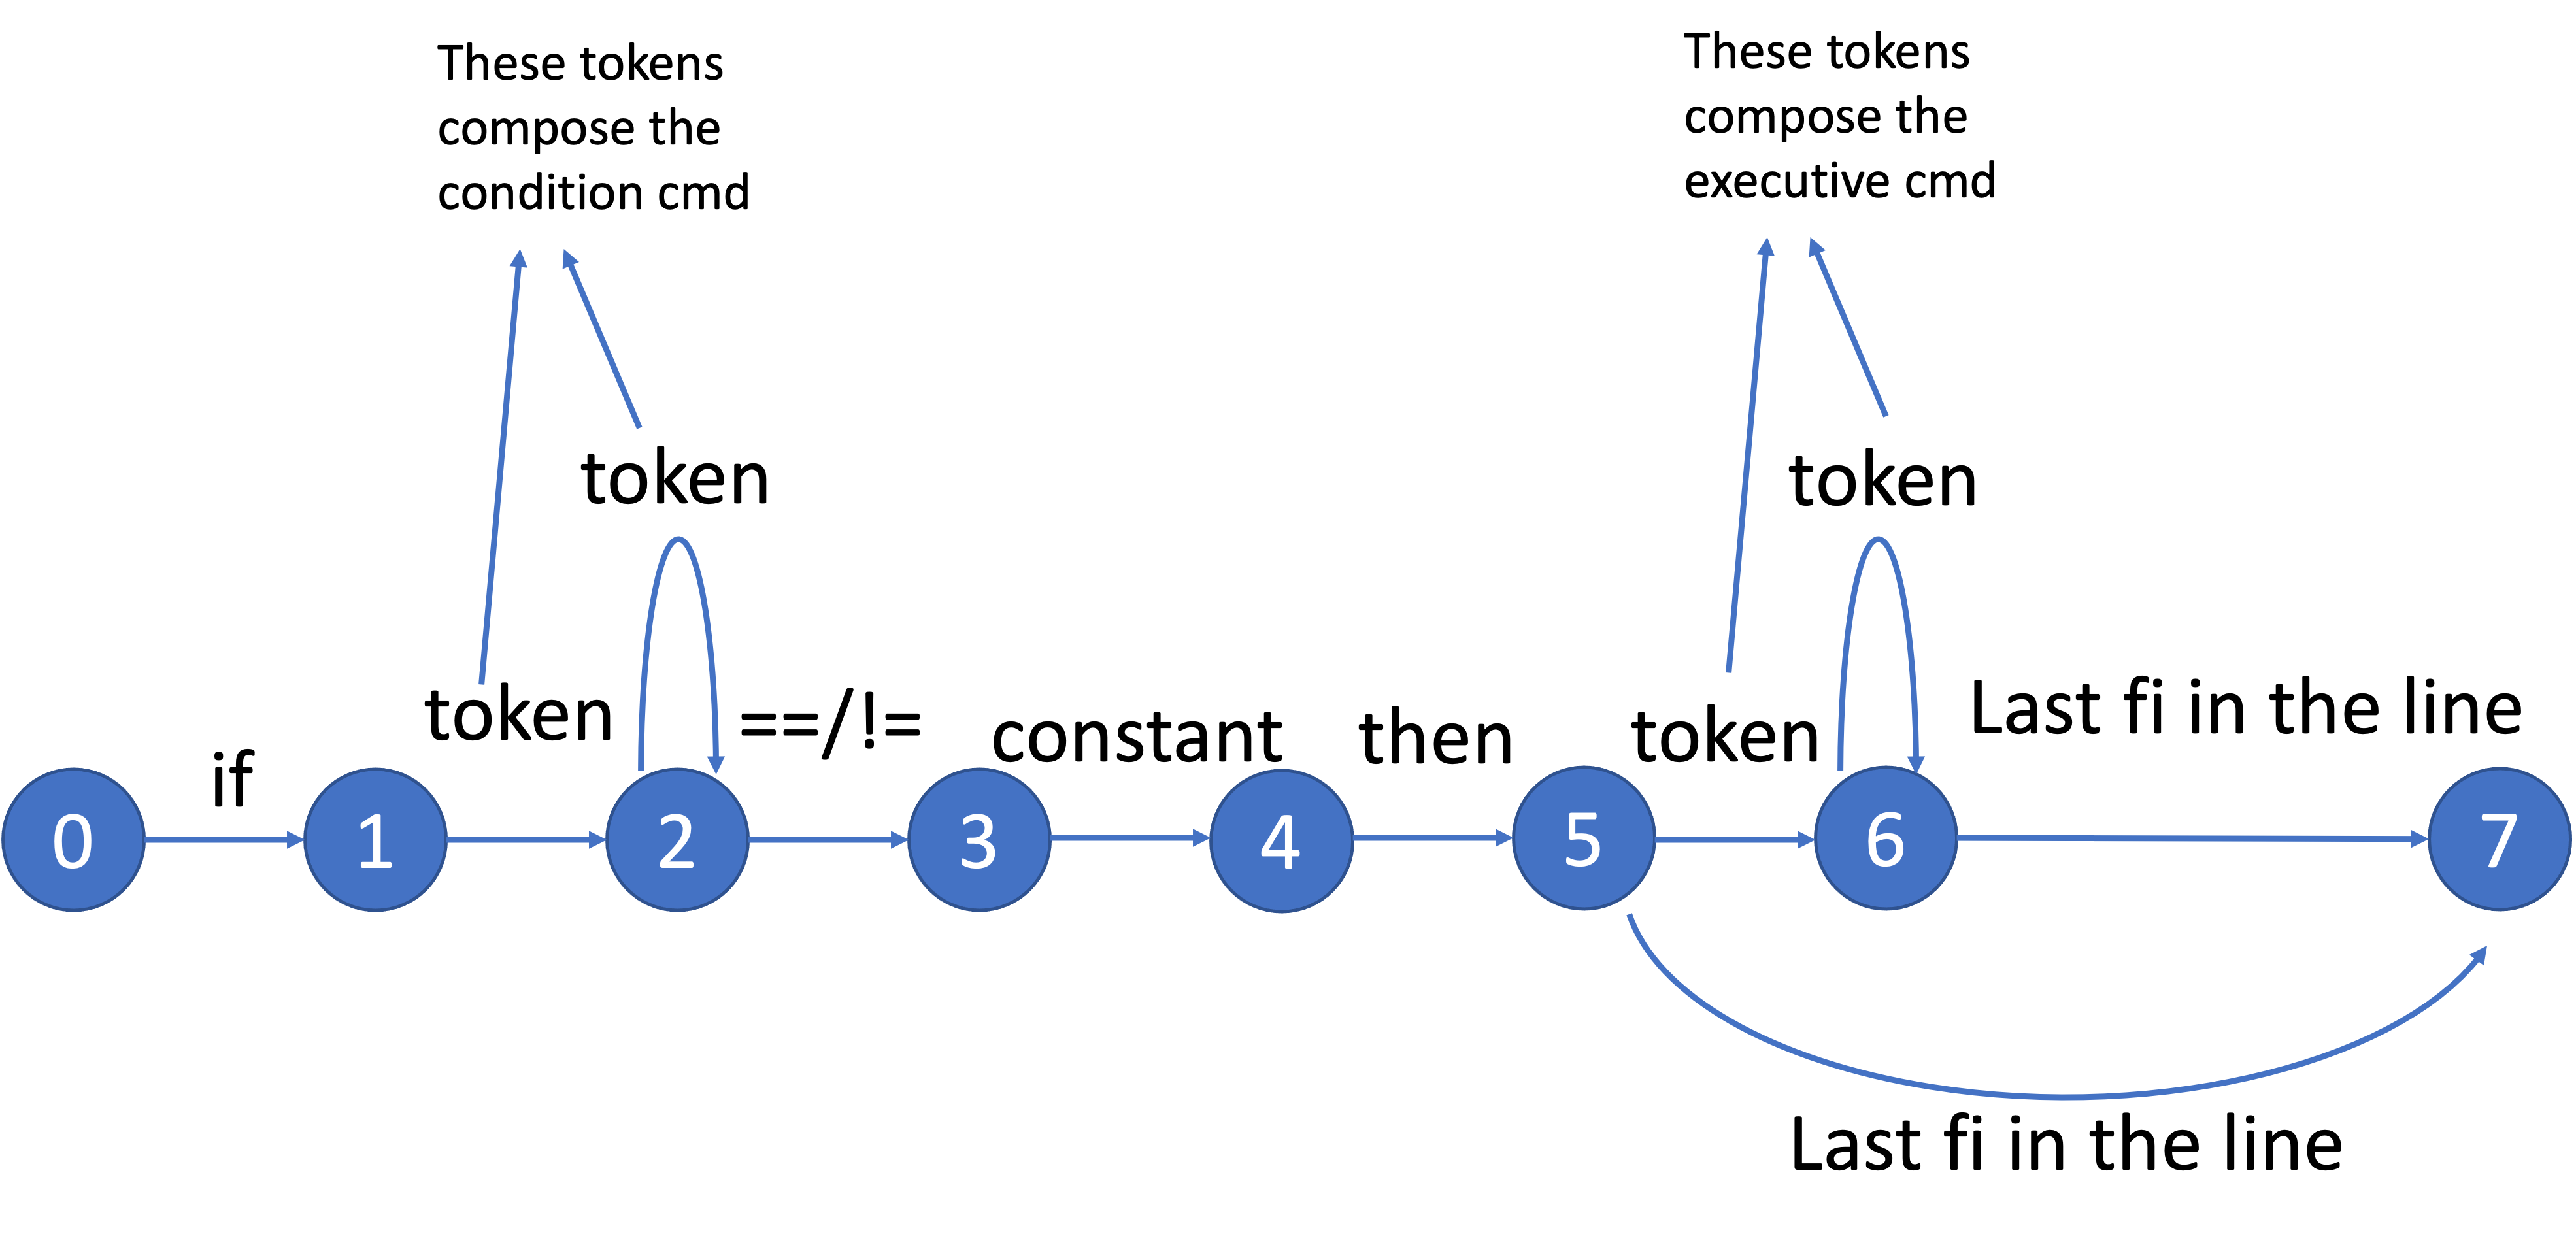 These tokens
compose the
condition cmd
These tokens
compose the
executive cmd
token
token
if
token
==/!=
constant
then
token
Last fi in the line
0
1
2
3
4
5
6
7
Last fi in the line